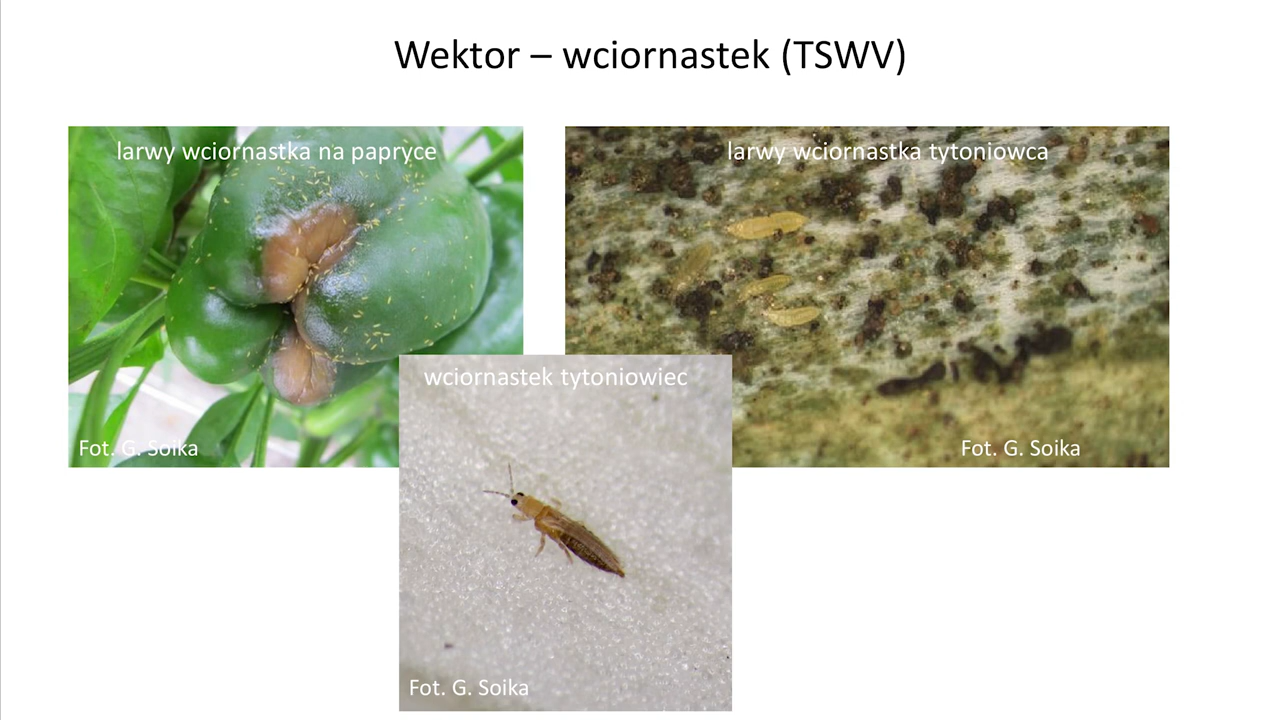 Wektor – wciornastek (TSWV)
larwy wciornastka na papryce
larwy wciornastka tytoniowca
wciornastek tytoniowiec
Fot. G. Soika
Fot. G. Soika
Fot. G. Soika